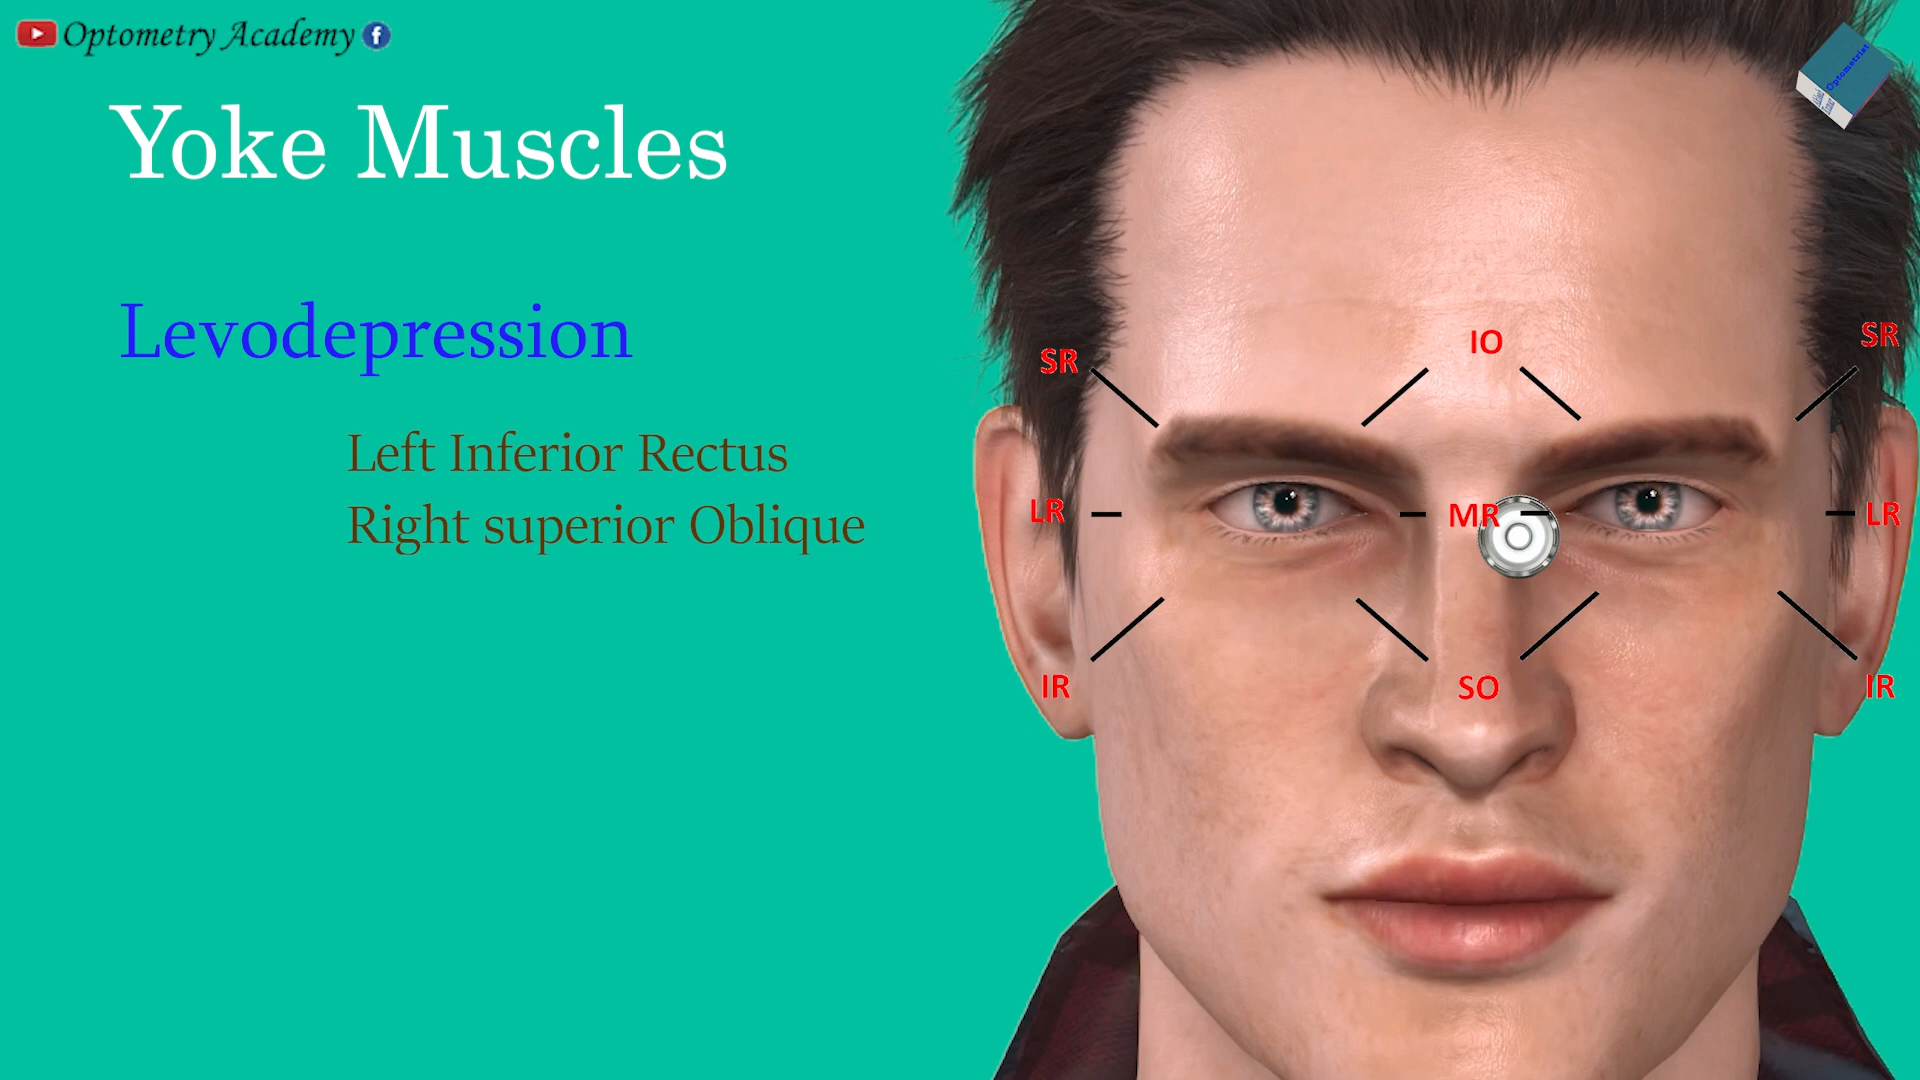 Optometry Academy
Yoke Muscles
Levodepression
Left Inferior Rectus
Right superior Oblique
SR
IO
SR
LR
MR
LR
IR
SO
IR
Optometrist